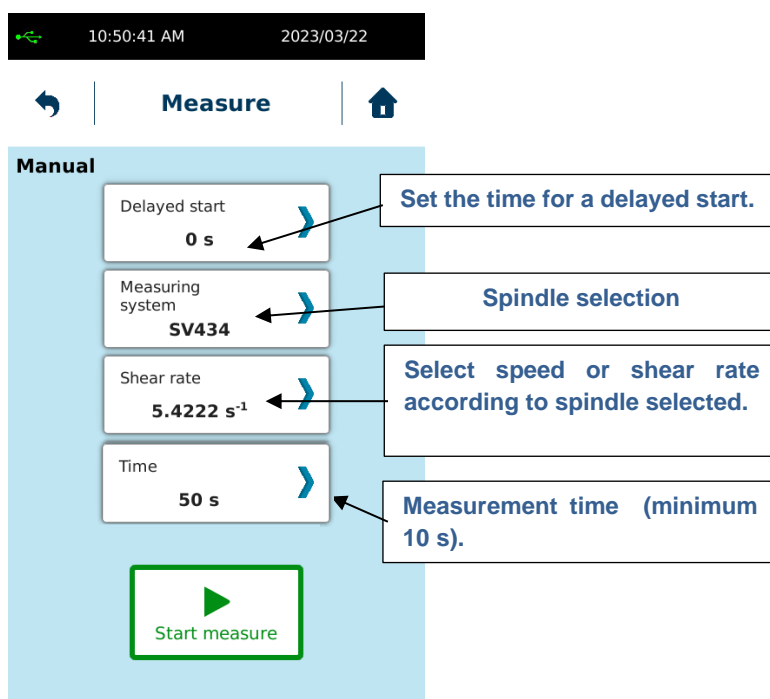 10:50:41 AM 2023/03/22
Measure
Manual
Delayed start
0 s
Set the time for a delayed start.
Measuring
system
SV434
Spindle selection
Shear rate
5.4222 s⁻¹
Select speed or shear rate
according to spindle selected.
Time
50 s
Measurement time (minimum
10 s).
Start measure